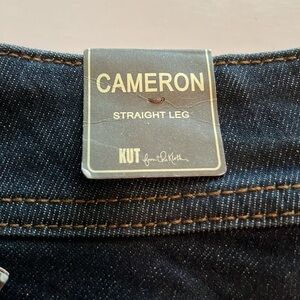 CAMERON
STRAIGHT LEG
KUT from the Kloth